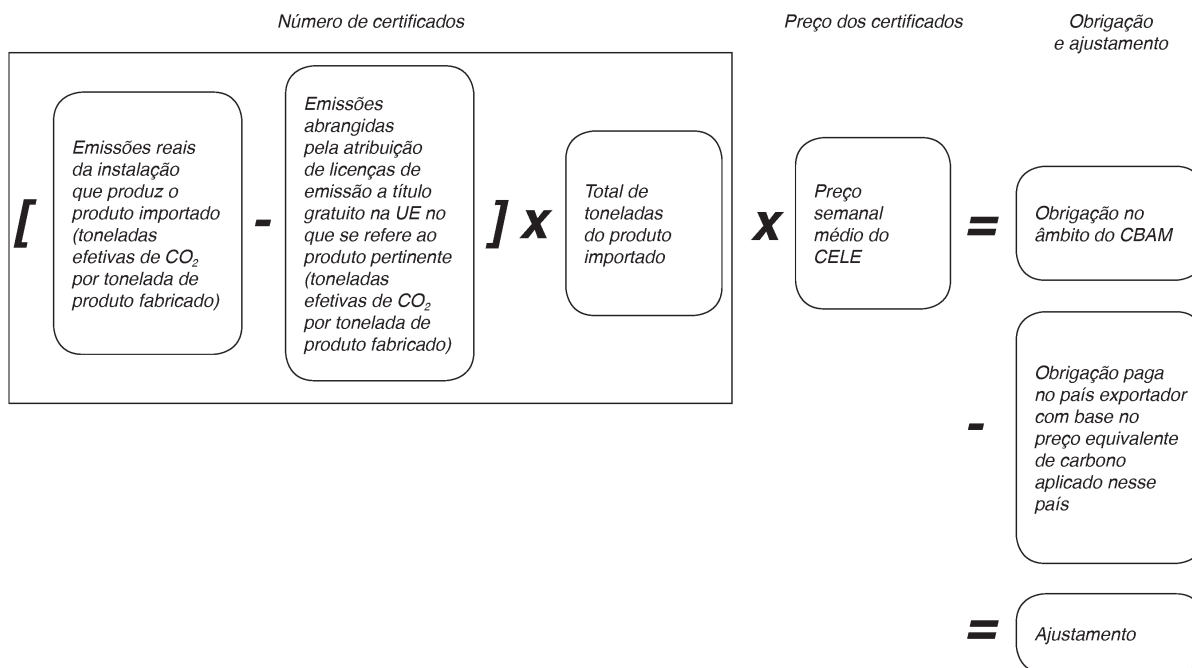 Número de certificados
Preço dos certificados
Obrigação
e ajustamento
[
Emissões reais
da instalação
que produz o
produto importado
(toneladas
efetivas de CO₂
por tonelada de
produto fabricado)
-
Emissões
abrangidas
pela atribuição
de licenças de
emissão a título
gratuito na UE no
que se refere ao
produto pertinente
(toneladas
efetivas de CO₂
por tonelada de
produto fabricado)
] x
Total de
toneladas
do produto
importado
x
Preço
semanal
médio do
CELE
=
Obrigação no
âmbito do CBAM
-
Obrigação paga
no país exportador
com base no
preço equivalente
de carbono
aplicado nesse
país
=
Ajustamento